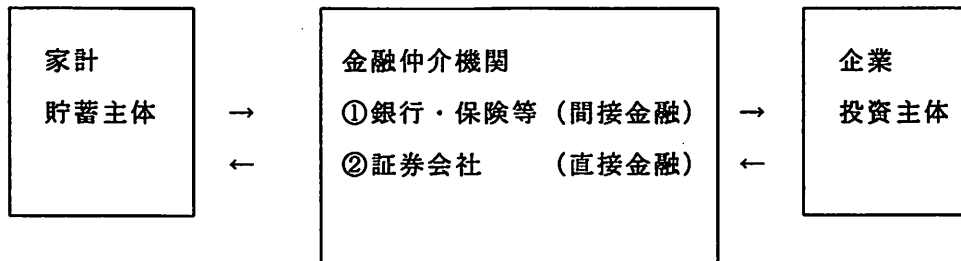 家計
貯蓄主体
→
←
金融仲介機関
①銀行・保険等 (間接金融)
②証券会社 (直接金融)
→
←
企業
投資主体